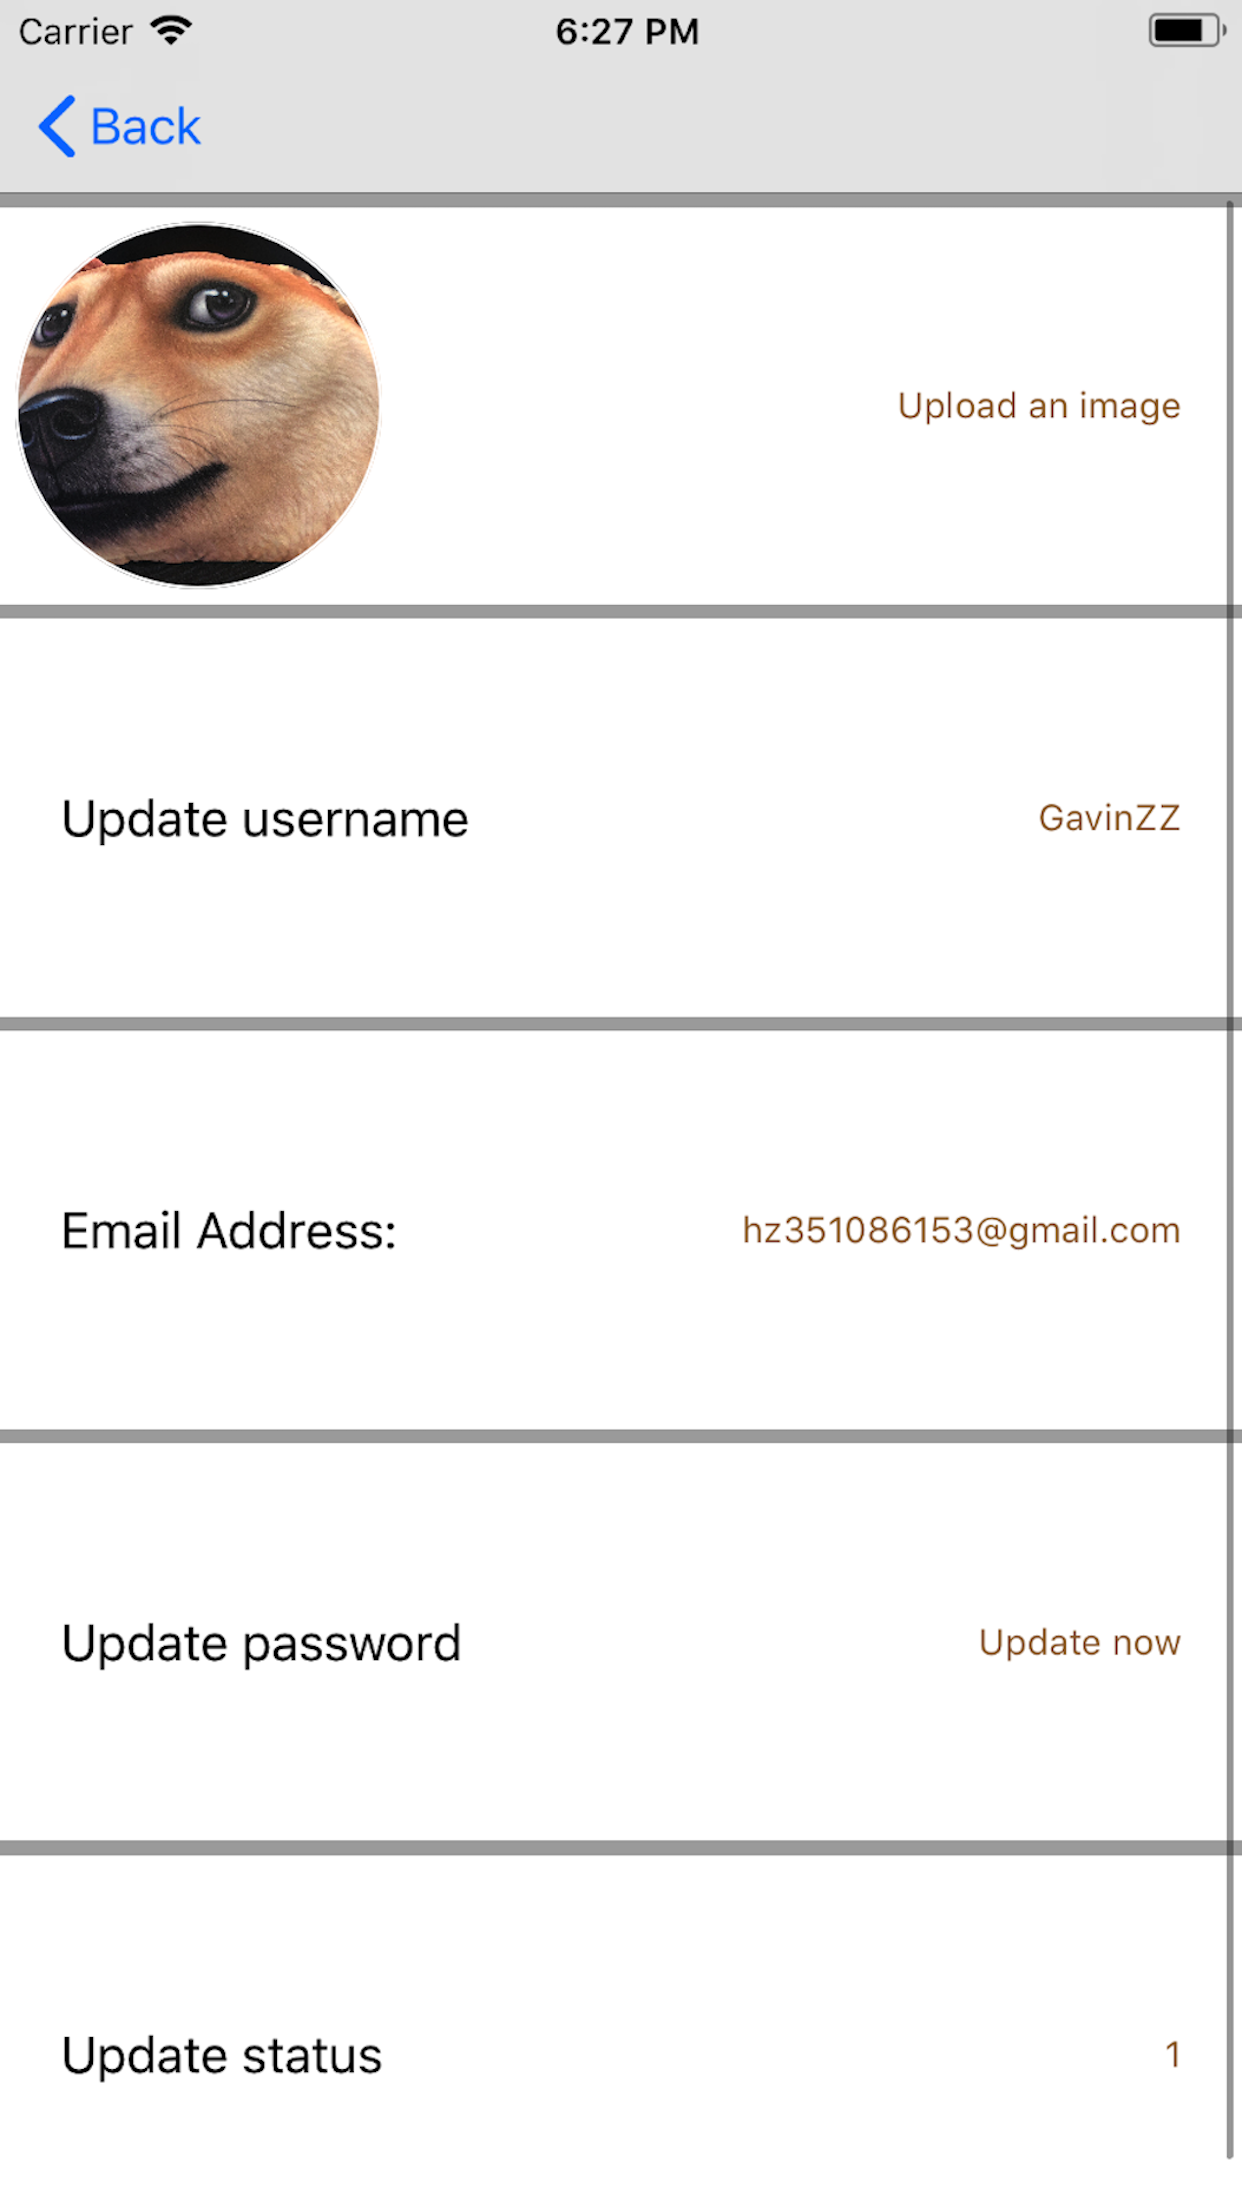 Carrier 6:27 PM
Back
Upload an image
Update username GavinZZ
Email Address: hz351086153@gmail.com
Update password Update now
Update status 1